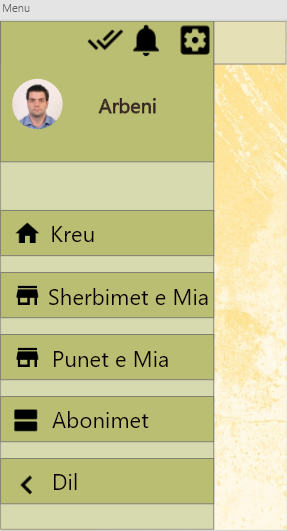 Menu
Arbeni
Kreu
Sherbimet e Mia
Punet e Mia
Abonimet
Dil